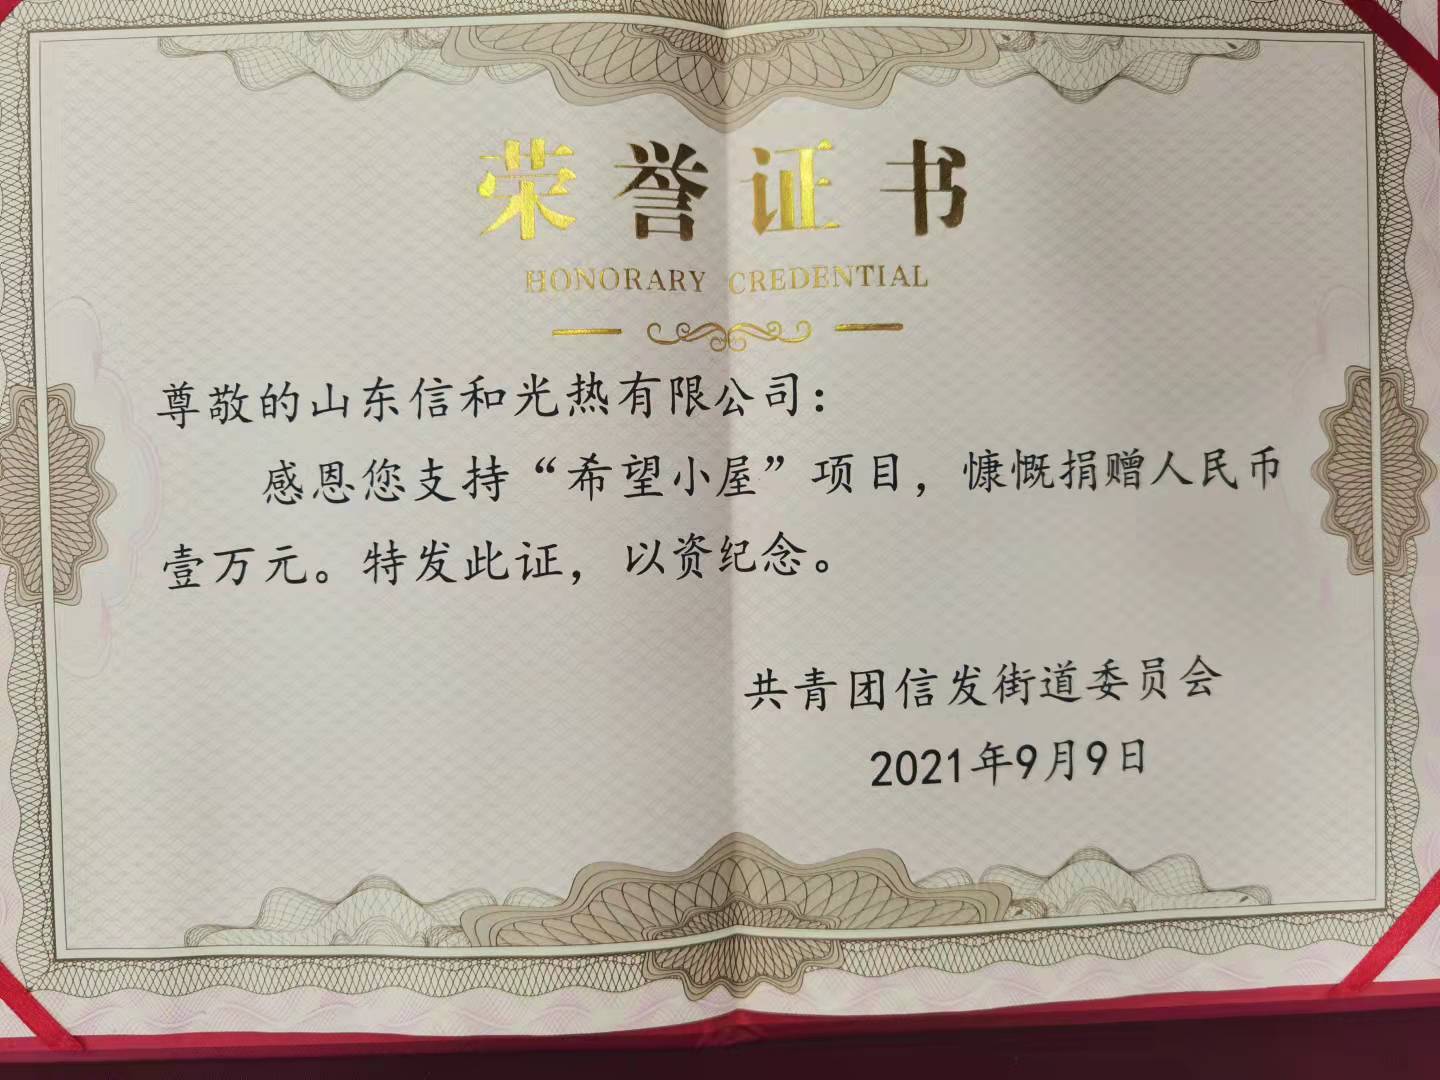 荣誉证书
HONORARY CREDENTIAL
尊敬的山东信和光热有限公司：
感恩您支持“希望小屋”项目，慷慨捐赠人民币
壹万元。特发此证，以资纪念。
共青团信发街道委员会
2021年9月9日